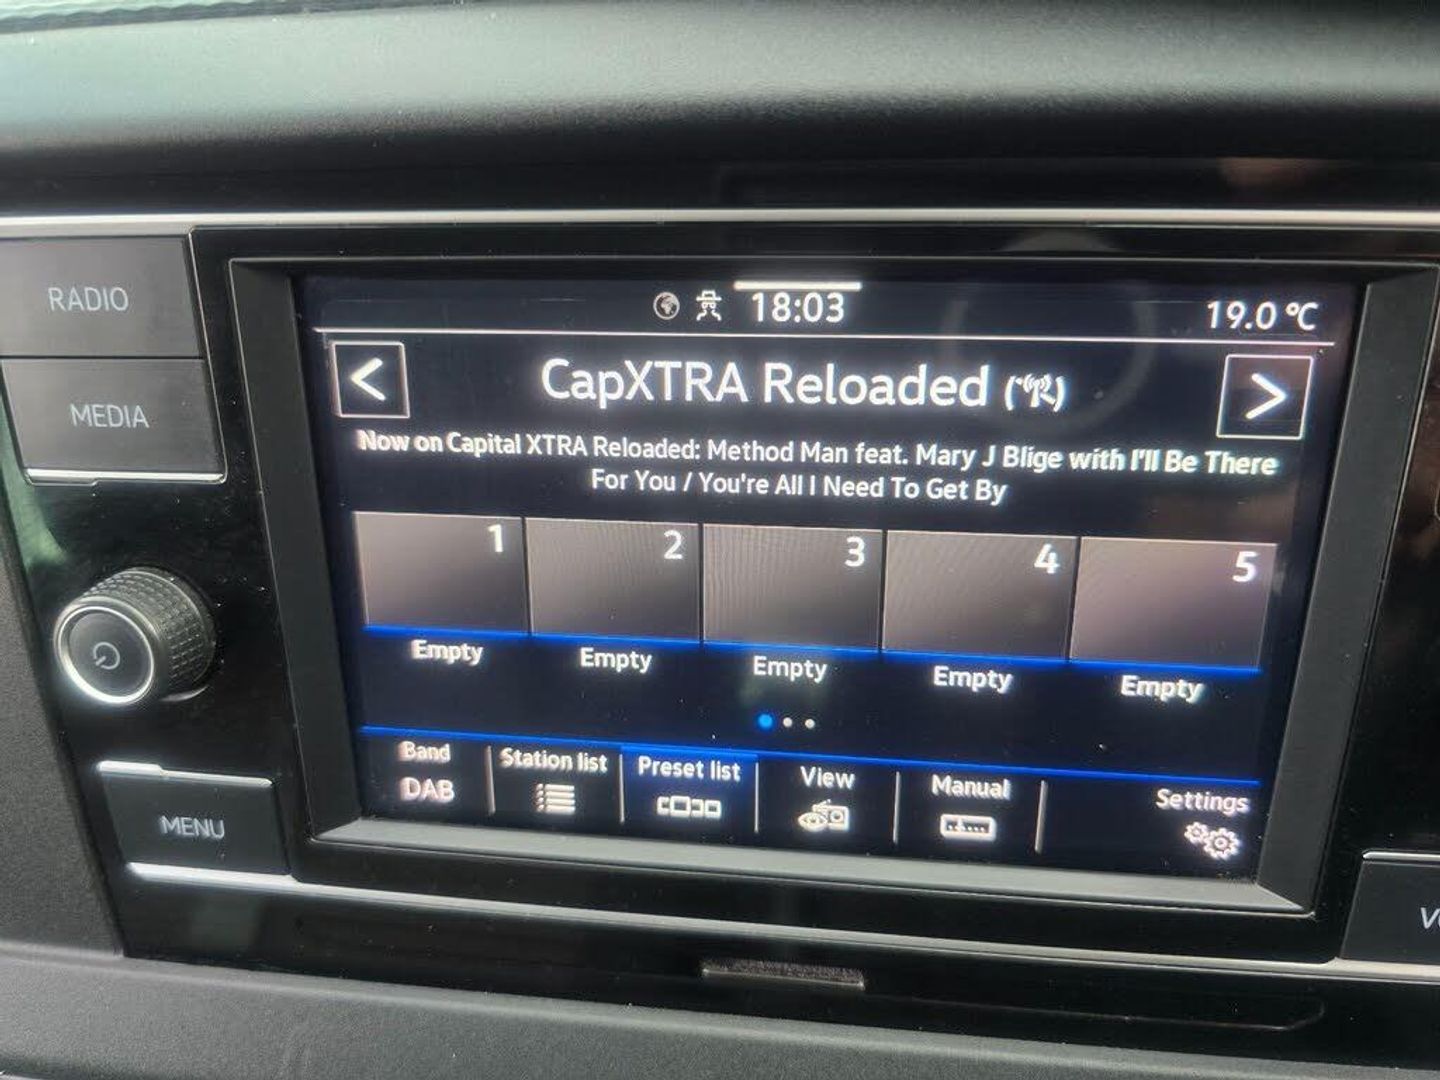 RADIO
MEDIA
MENU
18:03
19.0 °C
< CapXTRA Reloaded >
Now on Capital XTRA Reloaded: Method Man feat. Mary J Blige with I'll Be There
For You / You're All I Need To Get By
1 2 3 4 5
Empty Empty Empty Empty Empty
Band Station list Preset list View Manual Settings
DAB